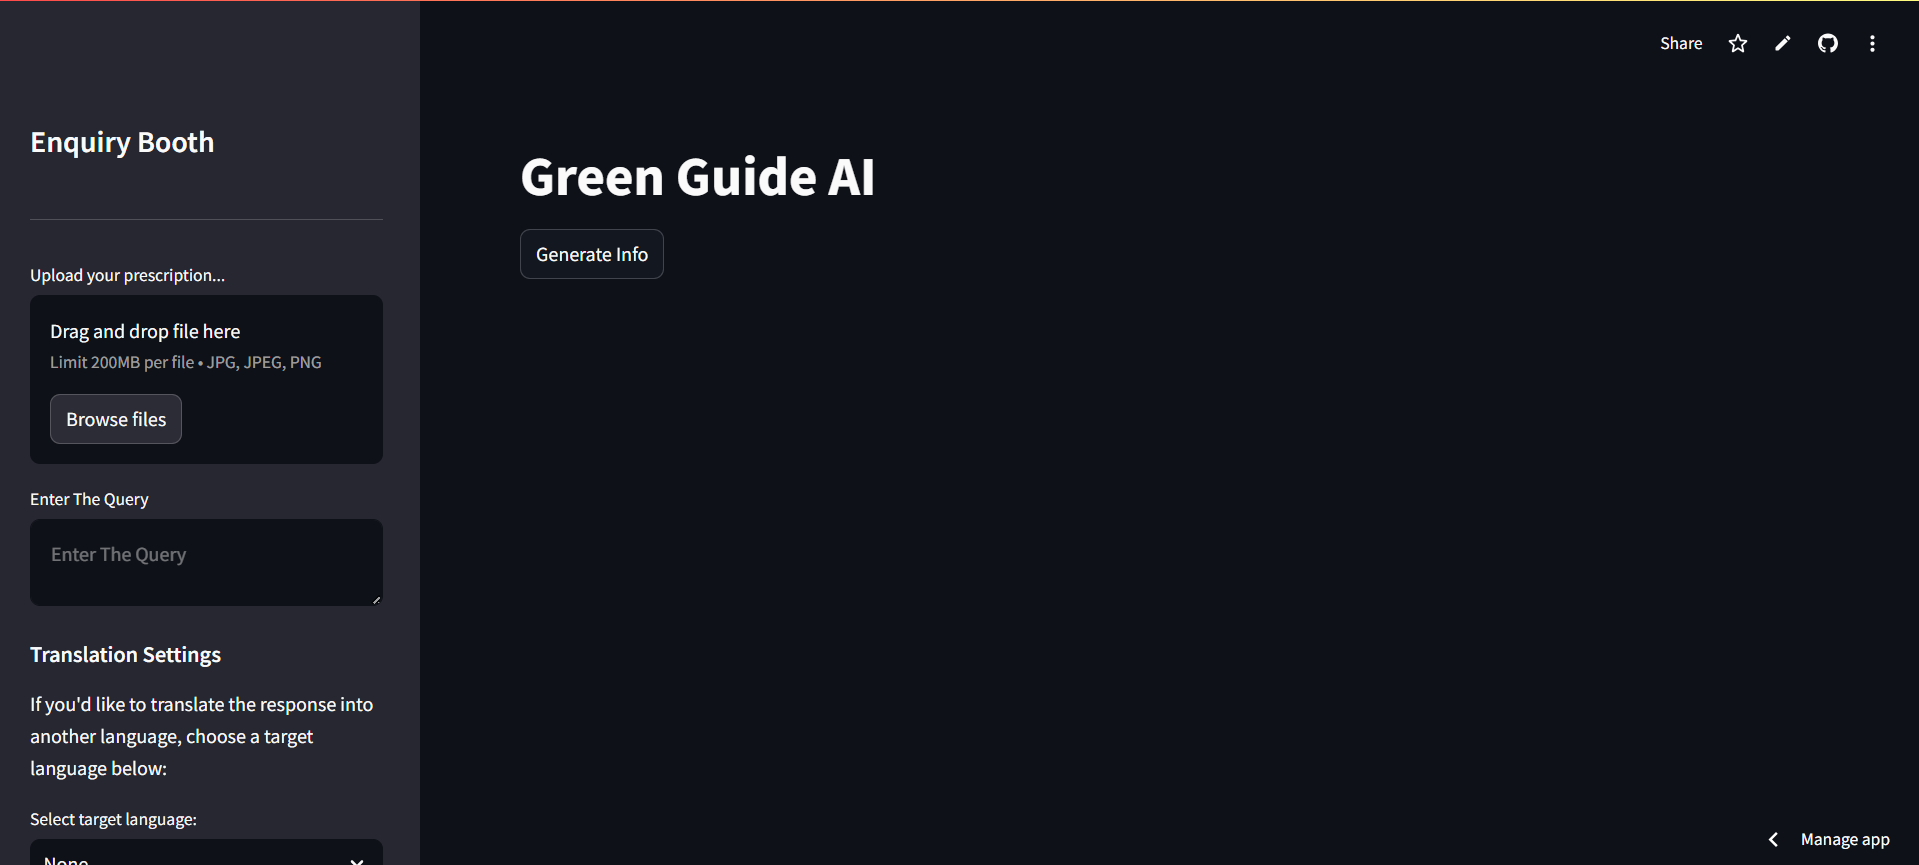 Share
Enquiry Booth
Upload your prescription...
Drag and drop file here
Limit 200MB per file • JPG, JPEG, PNG
Browse files
Enter The Query
Enter The Query
Translation Settings
If you'd like to translate the response into
another language, choose a target
language below:
Select target language:
None
Green Guide AI
Generate Info
Manage app